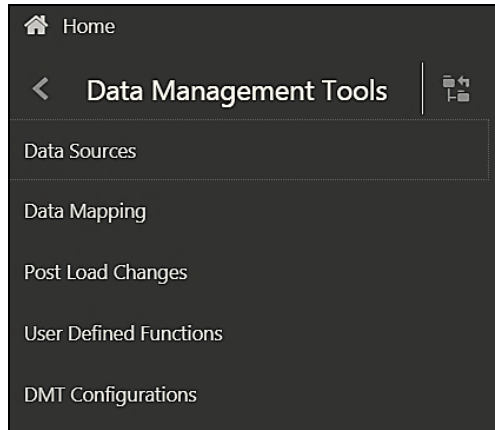 Home
Data Management Tools
Data Sources
Data Mapping
Post Load Changes
User Defined Functions
DMT Configurations